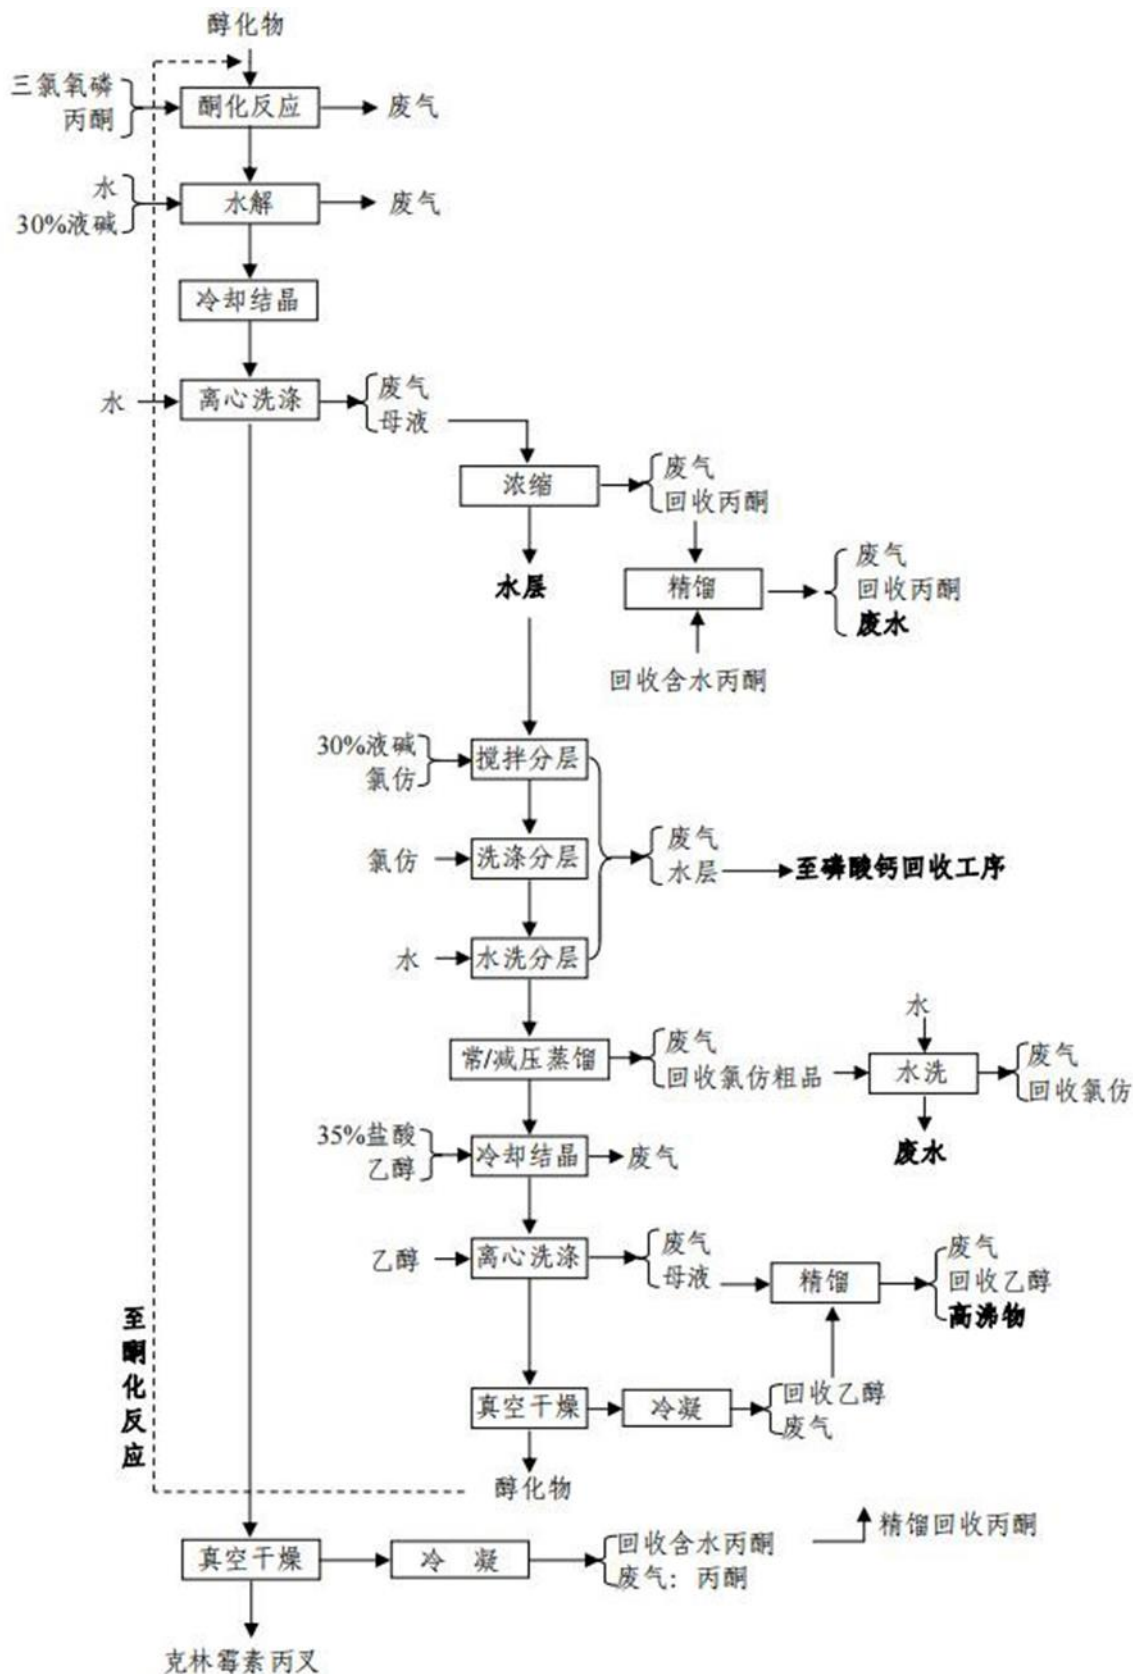 醇化物
三氯氧磷
丙酮
酮化反应
废气
水
30%液碱
水解
废气
冷却结晶
水
离心洗涤
废气
母液
浓缩
废气
回收丙酮
水层
精馏
废气
回收丙酮
废水
回收含水丙酮
30%液碱
氯仿
搅拌分层
氯仿
洗涤分层
废气
水层
至磷酸钙回收工序
水
水洗分层
常/减压蒸馏
废气
回收氯仿粗品
水
水洗
废气
回收氯仿
废水
35%盐酸
乙醇
冷却结晶
废气
乙醇
离心洗涤
废气
母液
精馏
废气
回收乙醇
高沸物
至酮化反应
真空干燥
冷凝
回收乙醇
废气
醇化物
真空干燥
冷 凝
回收含水丙酮
废气：丙酮
精馏回收丙酮
克林霉素丙叉